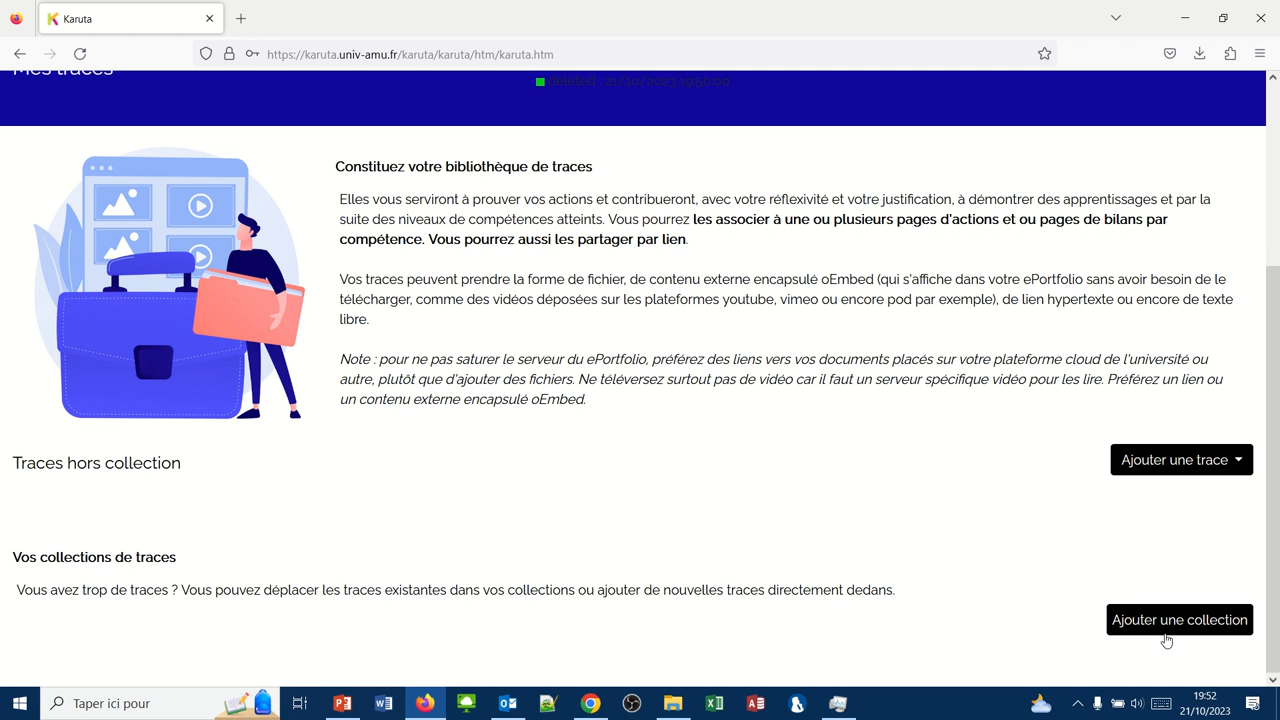 Karuta
https://karuta.univ-amu.fr/karuta/karuta/htm/karuta.htm
Mes traces
deleted : 21/10/2023 19:50:00
Constituez votre bibliothèque de traces
Elles vous serviront à prouver vos actions et contribueront, avec votre réflexivité et votre justification, à démontrer des apprentissages et par la
suite des niveaux de compétences atteints. Vous pourrez les associer à une ou plusieurs pages d'actions et ou pages de bilans par
compétence. Vous pourrez aussi les partager par lien.
Vos traces peuvent prendre la forme de fichier, de contenu externe encapsulé oEmbed (qui s'affiche dans votre ePortfolio sans avoir besoin de le
télécharger, comme des vidéos déposées sur les plateformes youtube, vimeo ou encore pod par exemple), de lien hypertexte ou encore de texte
libre.
Note : pour ne pas saturer le serveur du ePortfolio, préférez des liens vers vos documents placés sur votre plateforme cloud de l'université ou
autre, plutôt que d'ajouter des fichiers. Ne téléversez surtout pas de vidéo car il faut un serveur spécifique vidéo pour les lire. Préférez un lien ou
un contenu externe encapsulé oEmbed.
Traces hors collection
Ajouter une trace
Vos collections de traces
Vous avez trop de traces ? Vous pouvez déplacer les traces existantes dans vos collections ou ajouter de nouvelles traces directement dedans.
Ajouter une collection
Taper ici pour
19:52
21/10/2023